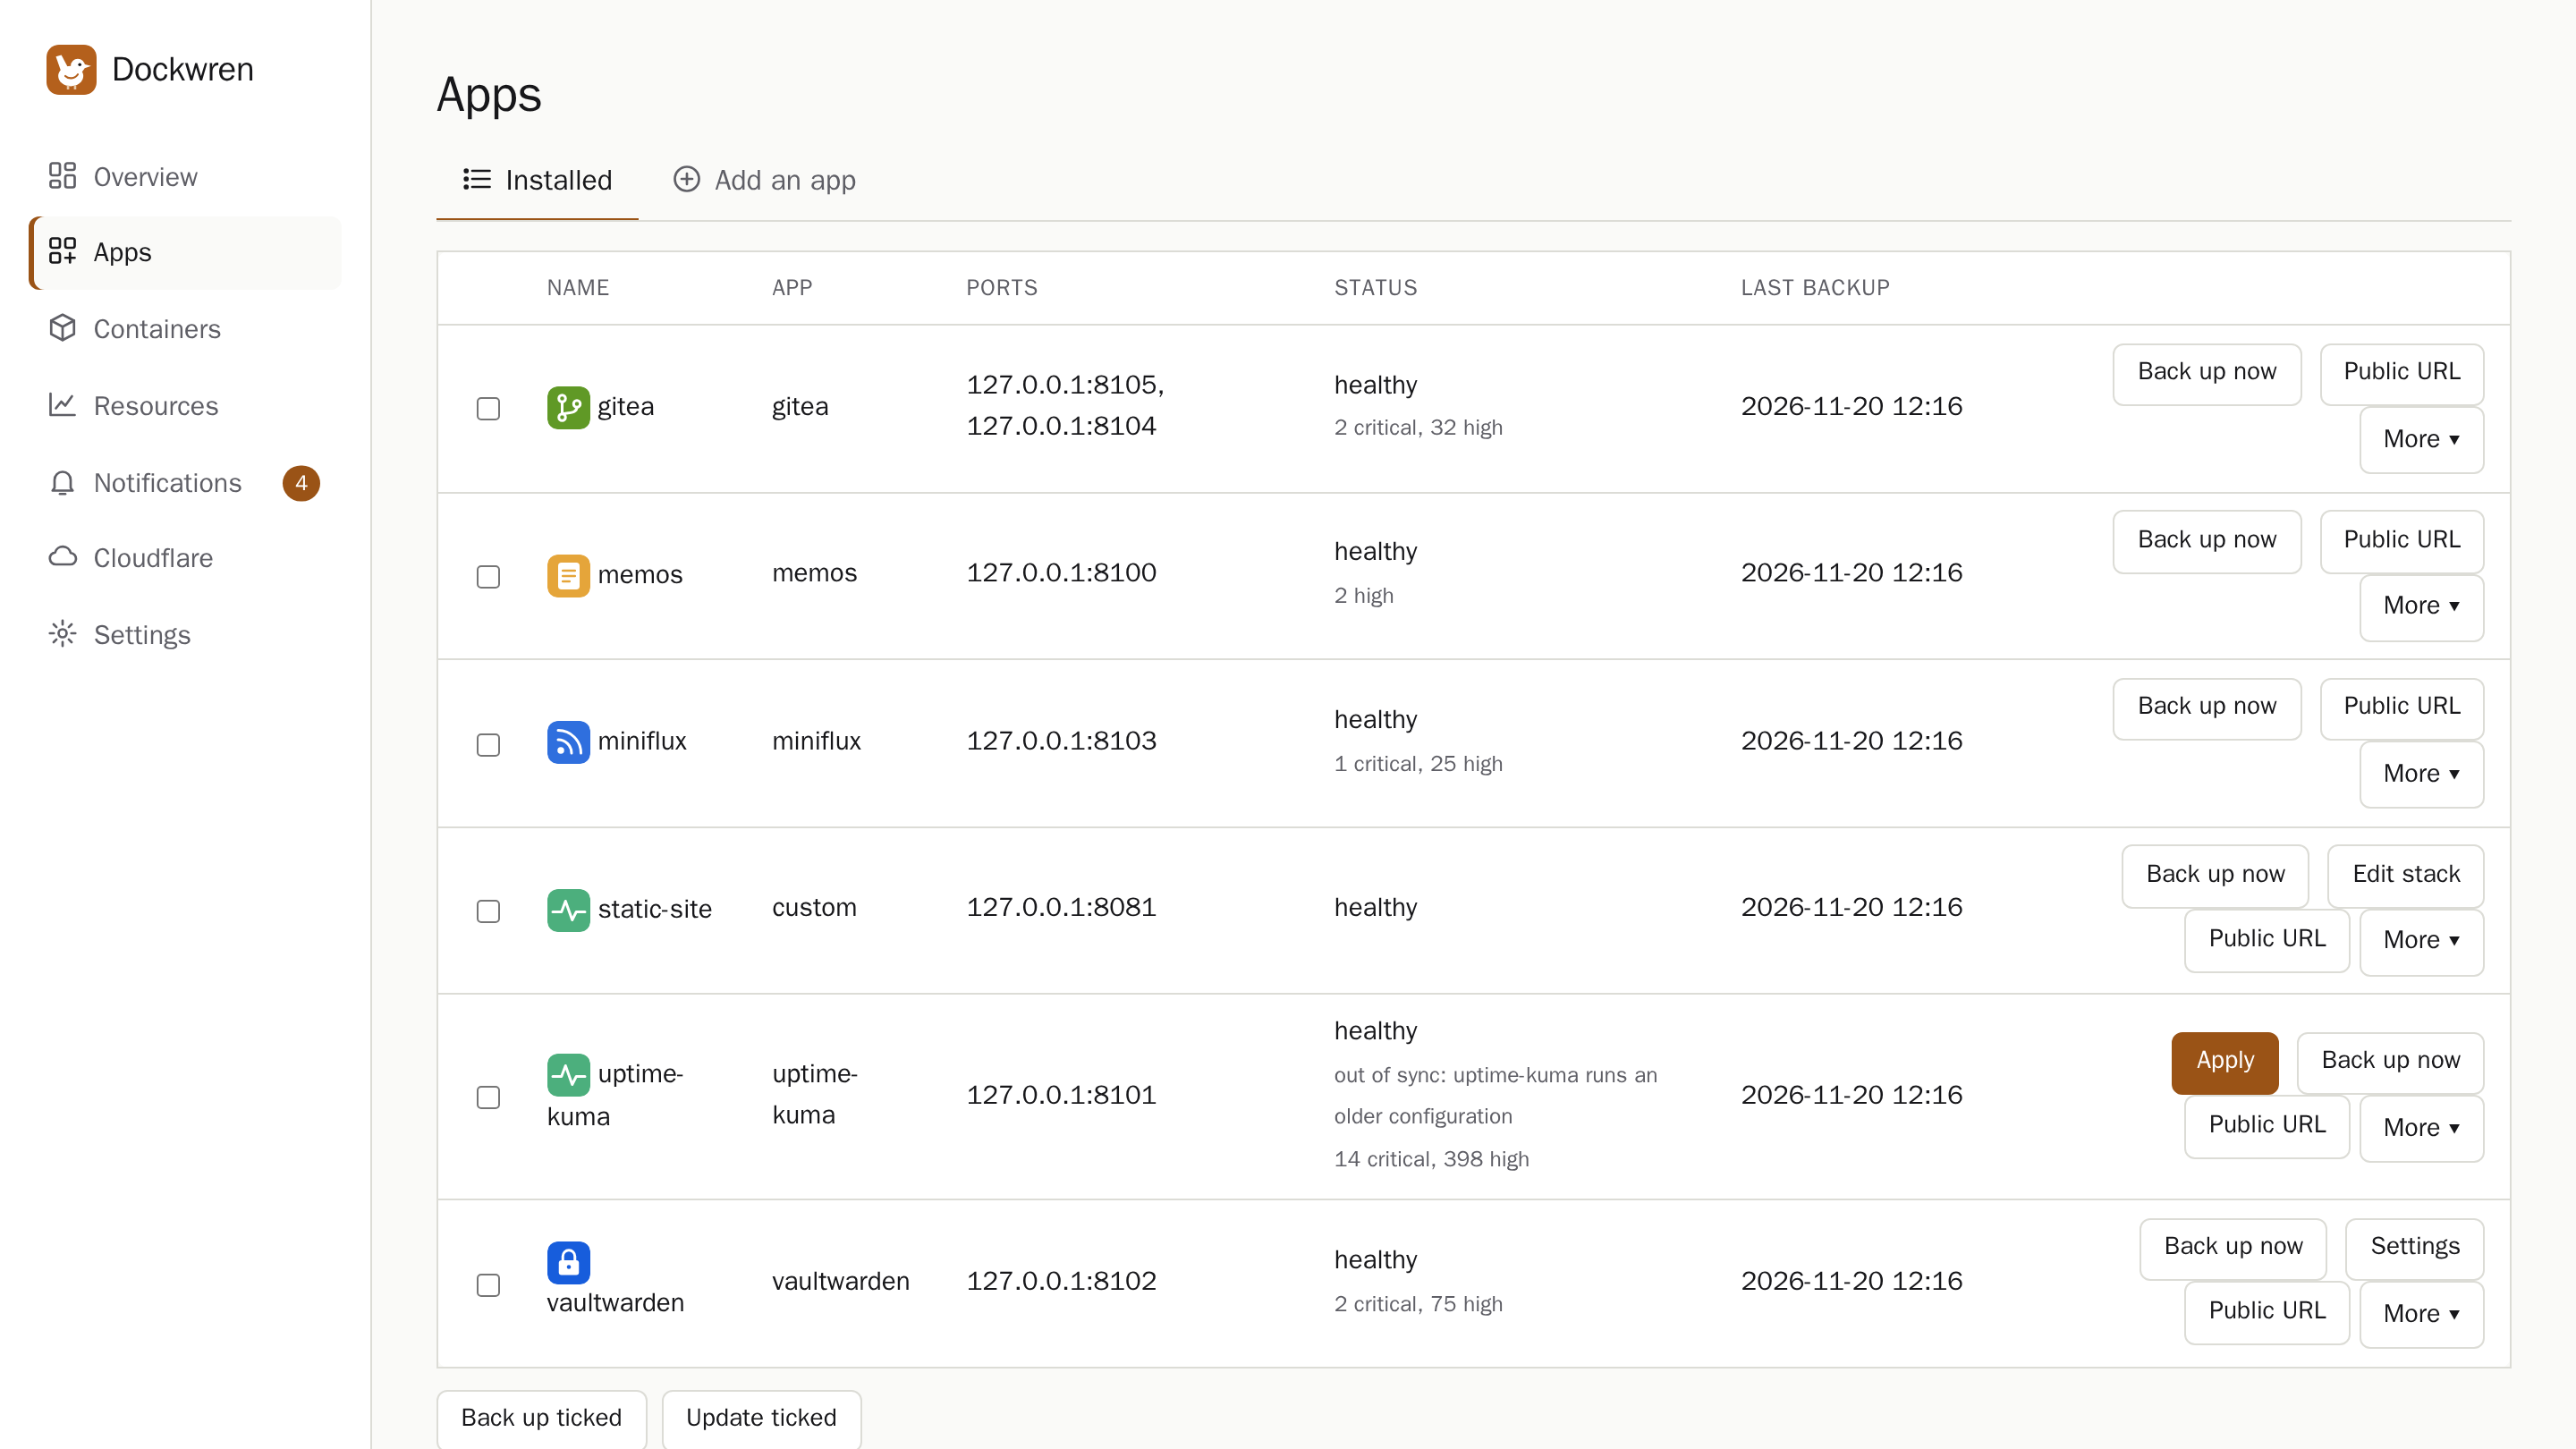 Dockwren
Overview
Apps
Containers
Resources
Notifications 4
Cloudflare
Settings
Apps
Installed
Add an app
NAME APP PORTS STATUS LAST BACKUP
gitea gitea 127.0.0.1:8105, 127.0.0.1:8104 healthy 2026-11-20 12:16 Back up now Public URL
2 critical, 32 high More ▾
memos memos 127.0.0.1:8100 healthy 2026-11-20 12:16 Back up now Public URL
2 high More ▾
miniflux miniflux 127.0.0.1:8103 healthy 2026-11-20 12:16 Back up now Public URL
1 critical, 25 high More ▾
static-site custom 127.0.0.1:8081 healthy 2026-11-20 12:16 Back up now Edit stack
Public URL More ▾
uptime-kuma uptime-kuma 127.0.0.1:8101 healthy 2026-11-20 12:16 Apply Back up now
out of sync: uptime-kuma runs an
older configuration
14 critical, 398 high Public URL More ▾
vaultwarden vaultwarden 127.0.0.1:8102 healthy 2026-11-20 12:16 Back up now Settings
2 critical, 75 high Public URL More ▾
Back up ticked Update ticked